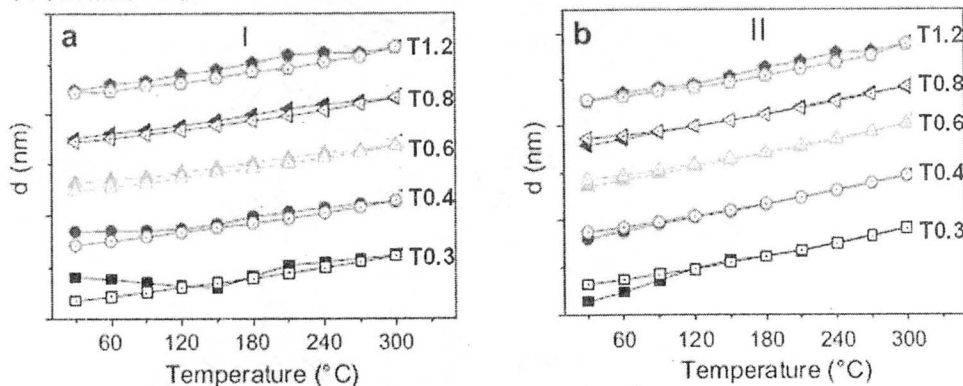 a
I
T1.2
T0.8
T0.6
T0.4
T0.3
d (nm)
60 120 180 240 300
Temperature (°C)
b
II
T1.2
T0.8
T0.6
T0.4
T0.3
d (nm)
60 120 180 240 300
Temperature (°C)